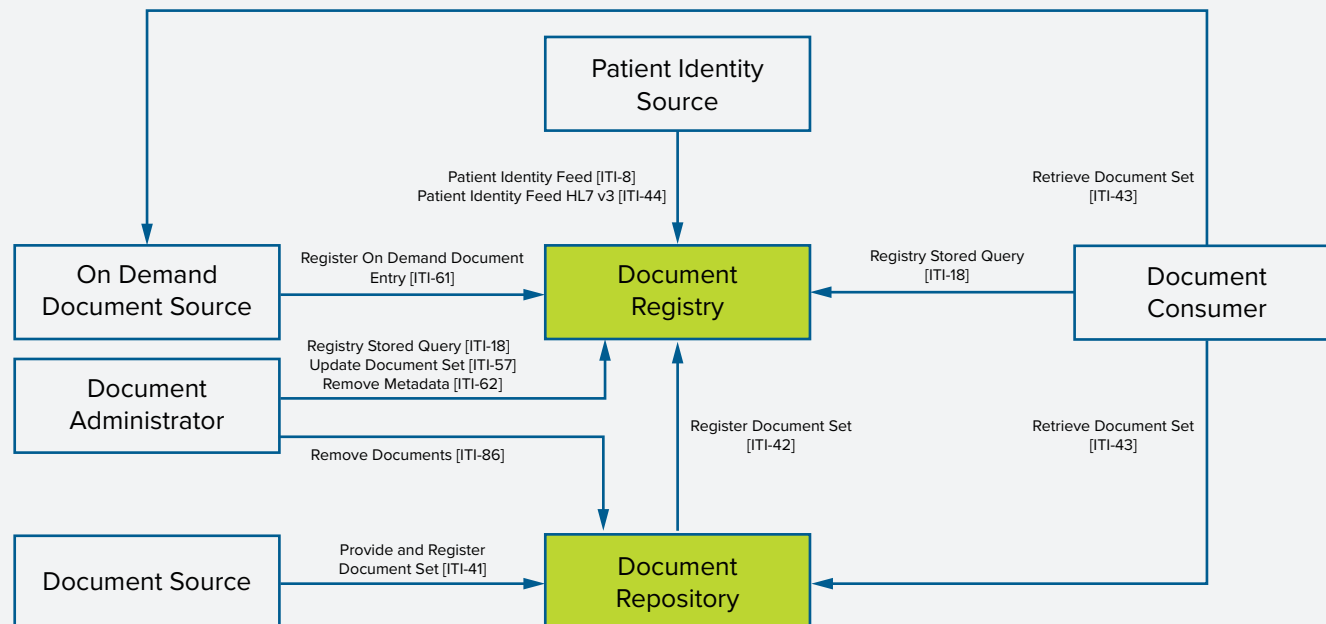 Patient Identity
Source
Patient Identity Feed [ITI-8]
Patient Identity Feed HL7 v3 [ITI-44]
Retrieve Document Set
[ITI-43]
On Demand
Document Source
Register On Demand Document
Entry [ITI-61]
Document
Registry
Registry Stored Query
[ITI-18]
Document
Consumer
Registry Stored Query [ITI-18]
Update Document Set [ITI-57]
Remove Metadata [ITI-62]
Document
Administrator
Remove Documents [ITI-86]
Register Document Set
[ITI-42]
Retrieve Document Set
[ITI-43]
Document Source
Provide and Register
Document Set [ITI-41]
Document
Repository